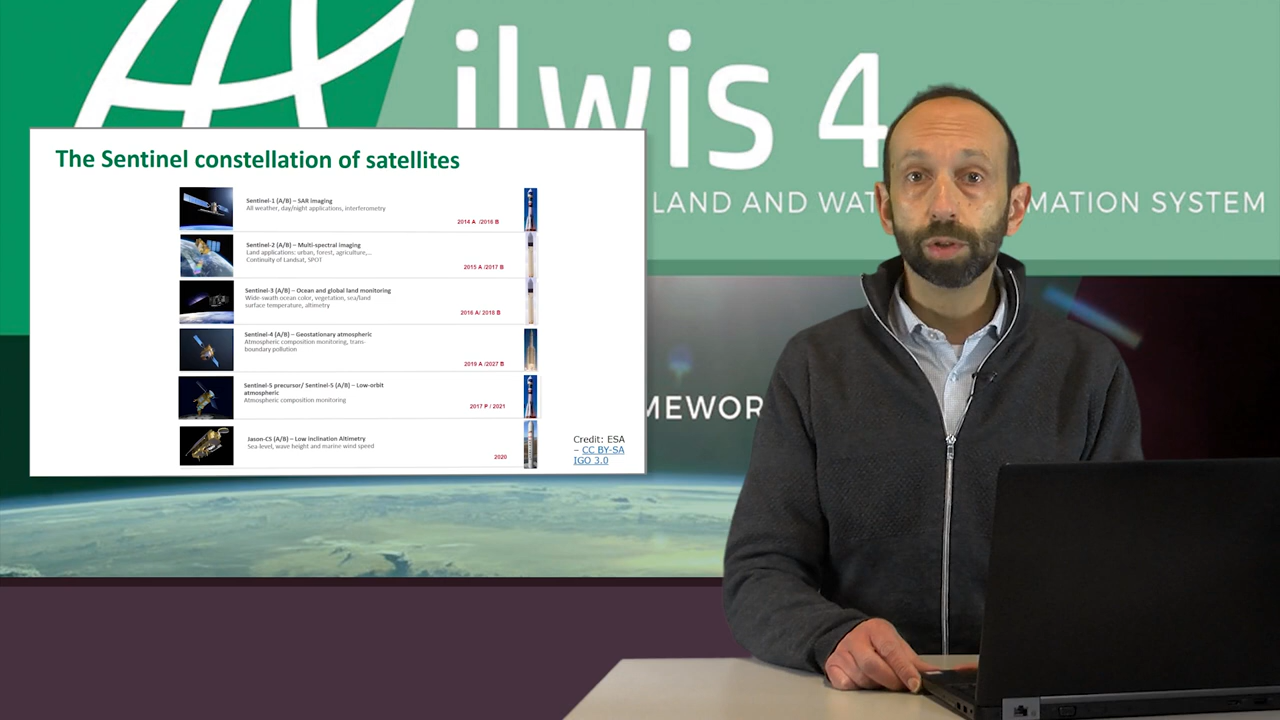 ilwis 4
LAND AND WAT
MATION SYSTEM
MEWOR
The Sentinel constellation of satellites
Sentinel-1 (A/B) – SAR imaging
All weather, day/night applications, interferometry
2014 A /2016 B
Sentinel-2 (A/B) – Multi-spectral imaging
Land applications: urban, forest, agriculture,...
Continuity of Landsat, SPOT
2015 A /2017 B
Sentinel-3 (A/B) – Ocean and global land monitoring
Wide-swath ocean color, vegetation, sea/land
surface temperature, altimetry
2016 A/ 2018 B
Sentinel-4 (A/B) – Geostationary atmospheric
Atmospheric composition monitoring, trans-
boundary pollution
2019 A /2027 B
Sentinel-5 precursor/ Sentinel-5 (A/B) – Low-orbit
atmospheric
Atmospheric composition monitoring
2017 P / 2021
Jason-CS (A/B) – Low inclination Altimetry
Sea level, wave height and marine wind speed
2020
Credit: ESA
– CC BY-SA
IGO 3.0